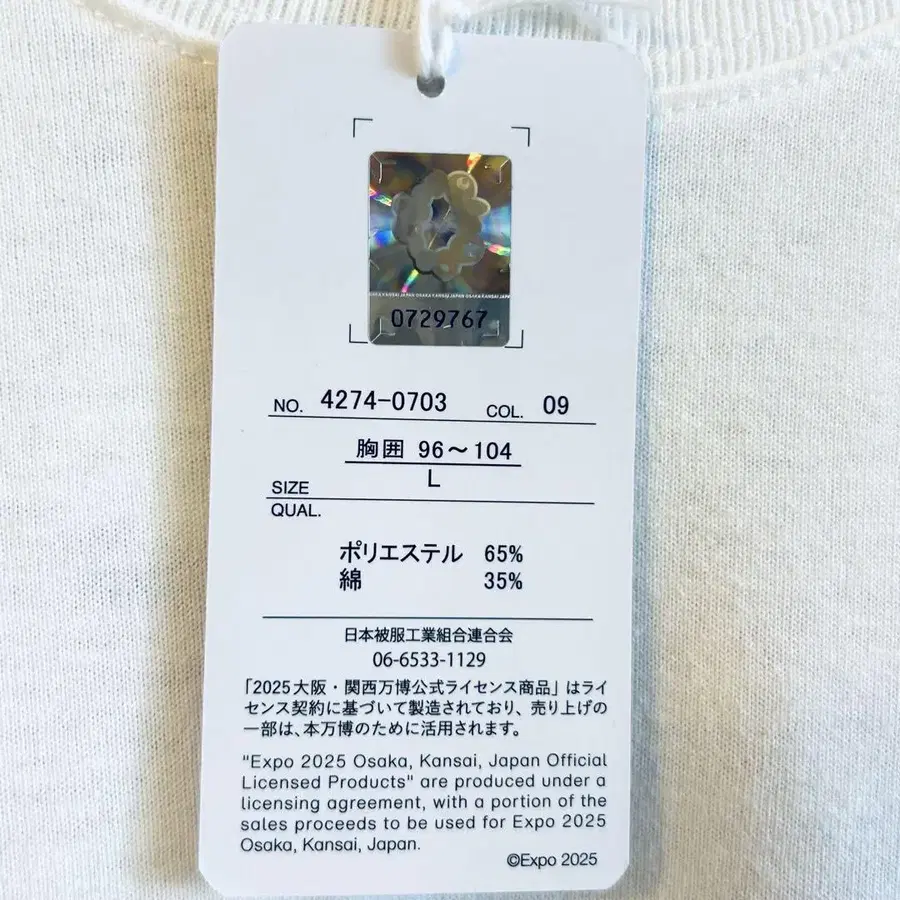 OSAKA KANSAI JAPAN OSAKA KANSAI JAPAN OSAKA KANSAI JAPAN
0729767
NO. 4274-0703 COL. 09
胸囲 96～104
SIZE L
QUAL.
ポリエステル 65%
綿 35%
日本被服工業組合連合会
06-6533-1129
「2025大阪・関西万博公式ライセンス商品」はライ
センス契約に基づいて製造されており、売り上げの
一部は、本万博のために活用されます。
"Expo 2025 Osaka, Kansai, Japan Official
Licensed Products" are produced under a
licensing agreement, with a portion of the
sales proceeds to be used for Expo 2025
Osaka, Kansai, Japan.
©Expo 2025